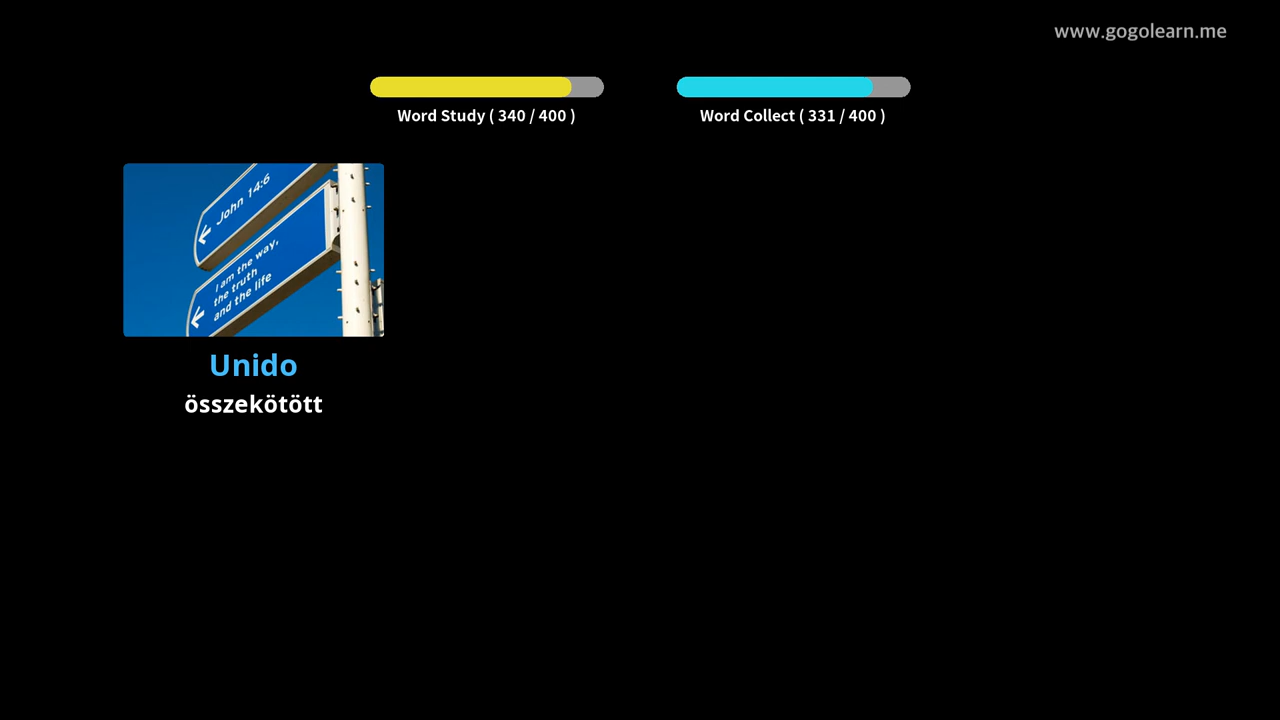 www.gogolearn.me
Word Study ( 340 / 400 )
Word Collect ( 331 / 400 )
John 14:6
I am the way,
the truth
and the life
Unido
összekötött